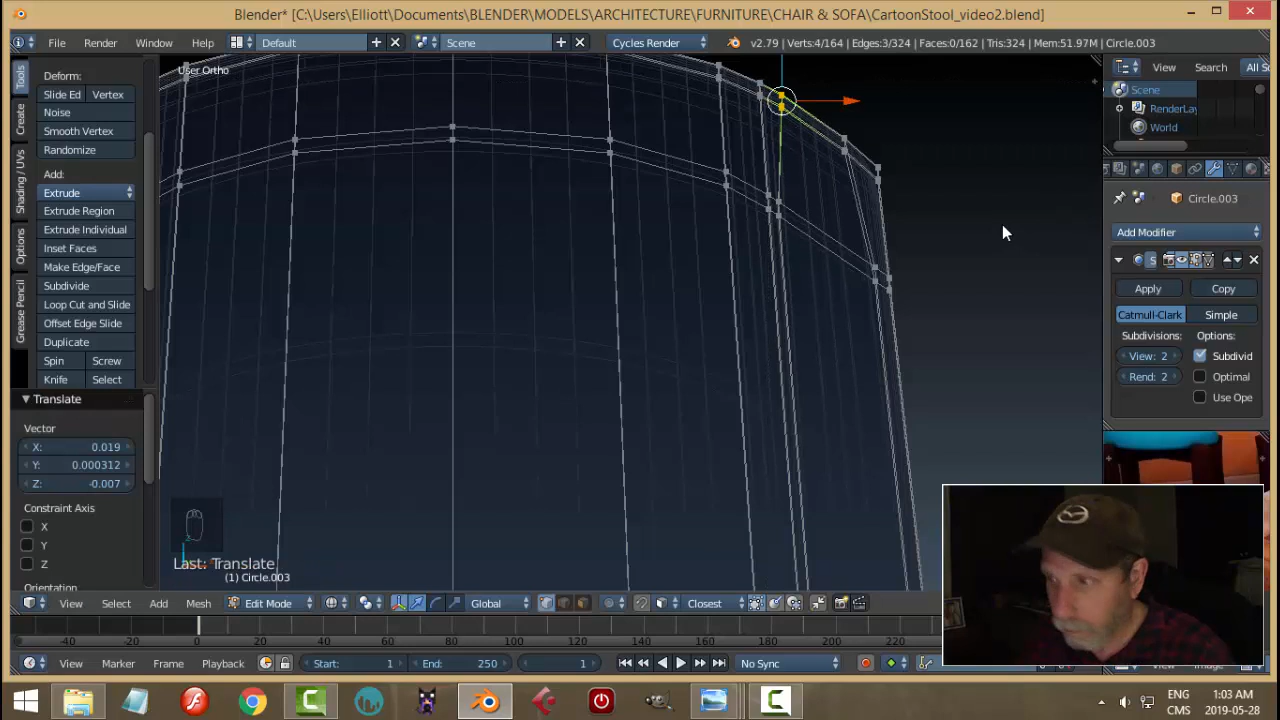 Blender* [C:\Users\Elliott\Documents\BLENDER\MODELS\ARCHITECTURE\FURNITURE\CHAIR & SOFA\CartoonStool_video2.blend]
File Render Window Help Default Scene Cycles Render v2.79 | Verts:4/164 | Edges:3/324 | Faces:0/162 | Tris:324 | Mem:51.97M | Circle.003
User Ortho
Tools
Create
Shading / UVs
Options
Grease Pencil
Deform:
Slide Ed Vertex
Noise
Smooth Vertex
Randomize
Add:
Extrude
Extrude Region
Extrude Individual
Inset Faces
Make Edge/Face
Subdivide
Loop Cut and Slide
Offset Edge Slide
Duplicate
Spin Screw
Knife Select
Translate
Vector
X: 0.019
Y: 0.000312
Z: -0.007
Constraint Axis
X
Y
Z
Orientation
Last: Translate
(1) Circle.003
View Search All Sc
Scene
RenderLay
World
Circle.003
Add Modifier
S
Apply Copy
Catmull-Clark Simple
Subdivisions: Options:
View: 2 Subdivid
Rend: 2 Optimal
Use Ope
View Select Add Mesh Edit Mode Global Closest
-40 -20 0 20 40 60 80 100 120 140 160 180 200 220
View Marker Frame Playback Start: 1 End: 250 1 No Sync
ENG 1:03 AM
CMS 2019-05-28